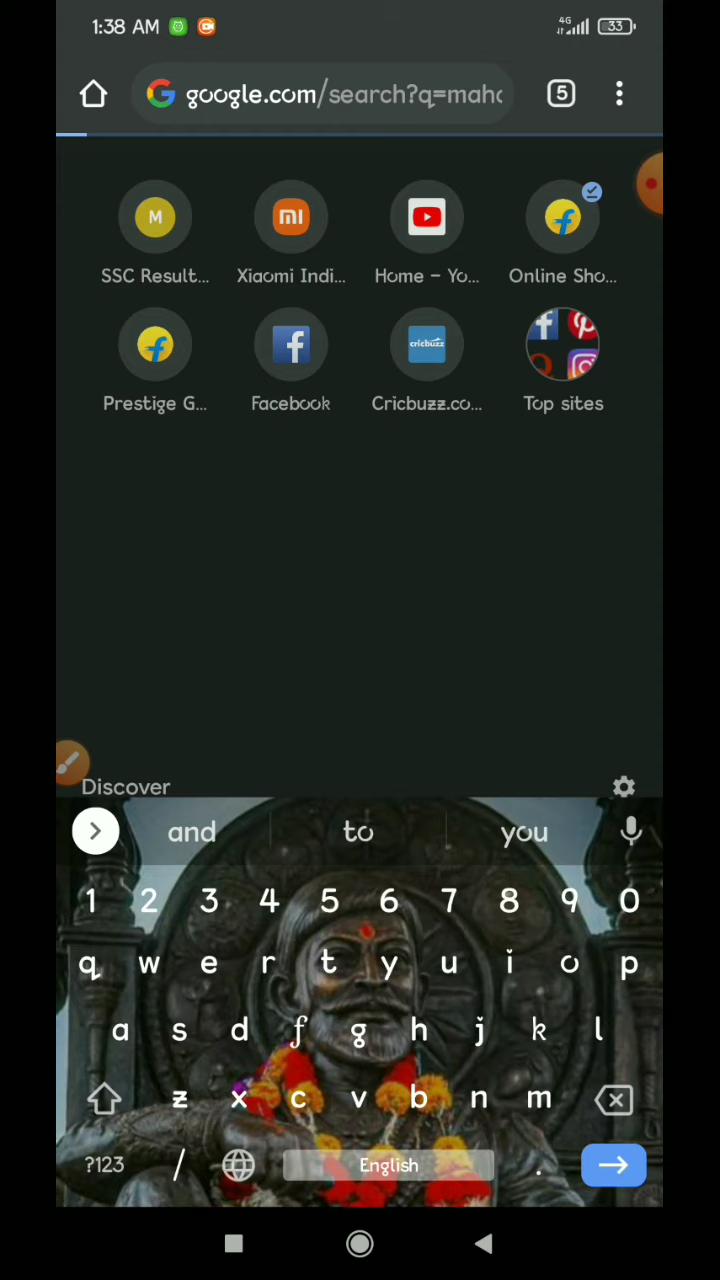 1:38 AM 4G 33
google.com/search?q=mah
5
M mi
SSC Result... Xiaomi Indi... Home – Yo... Online Sho...
f f cricbuzz f
Prestige G... Facebook Cricbuzz.co... Top sites
Discover
and to you
1 2 3 4 5 6 7 8 9 0
q w e r t y u i o p
a s d f g h j k l
z x c v b n m
?123 / English .